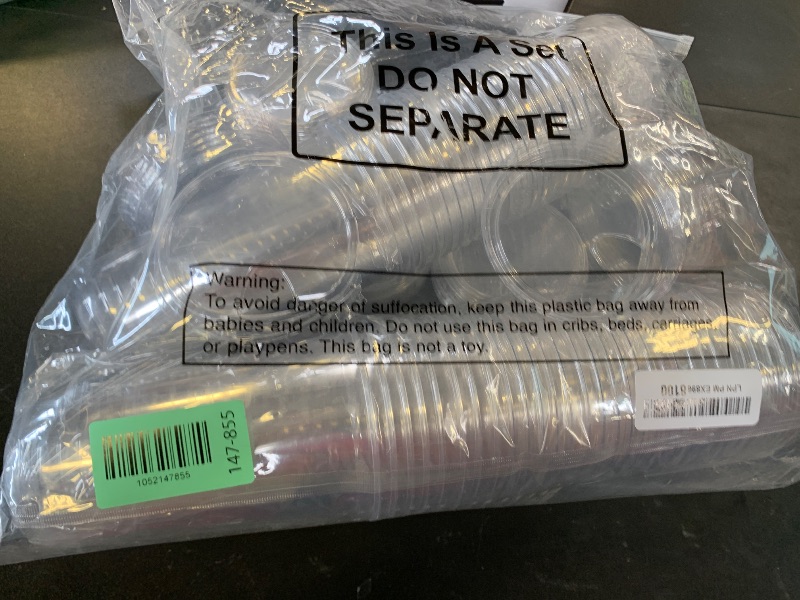 This Is A Set
DO NOT
SEPARATE
Warning:
To avoid danger of suffocation, keep this plastic bag away from
babies and children. Do not use this bag in cribs, beds, carriages
or playpens. This bag is not a toy.
1052147855
147-855